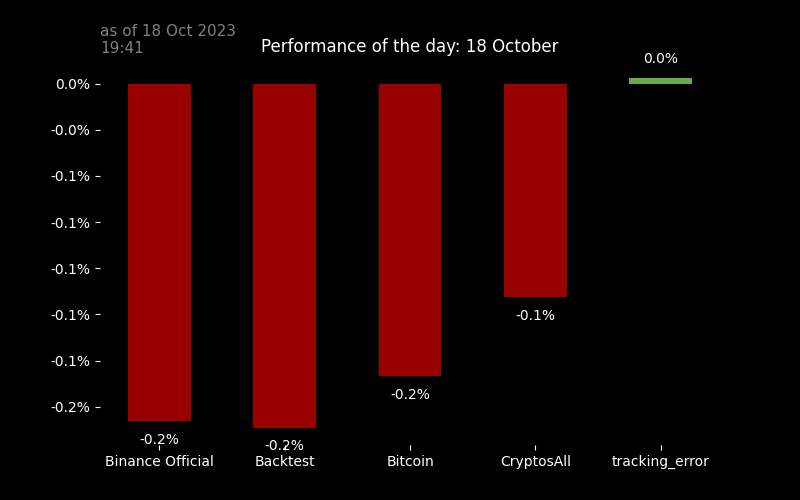 as of 18 Oct 2023
19:41
Performance of the day: 18 October
0.0%
0.0%
-0.0%
-0.1%
-0.1%
-0.1%
-0.1%
-0.1%
-0.2%
-0.1%
-0.2%
-0.2%
-0.2%
Binance Official
Backtest
Bitcoin
CryptosAll
tracking_error